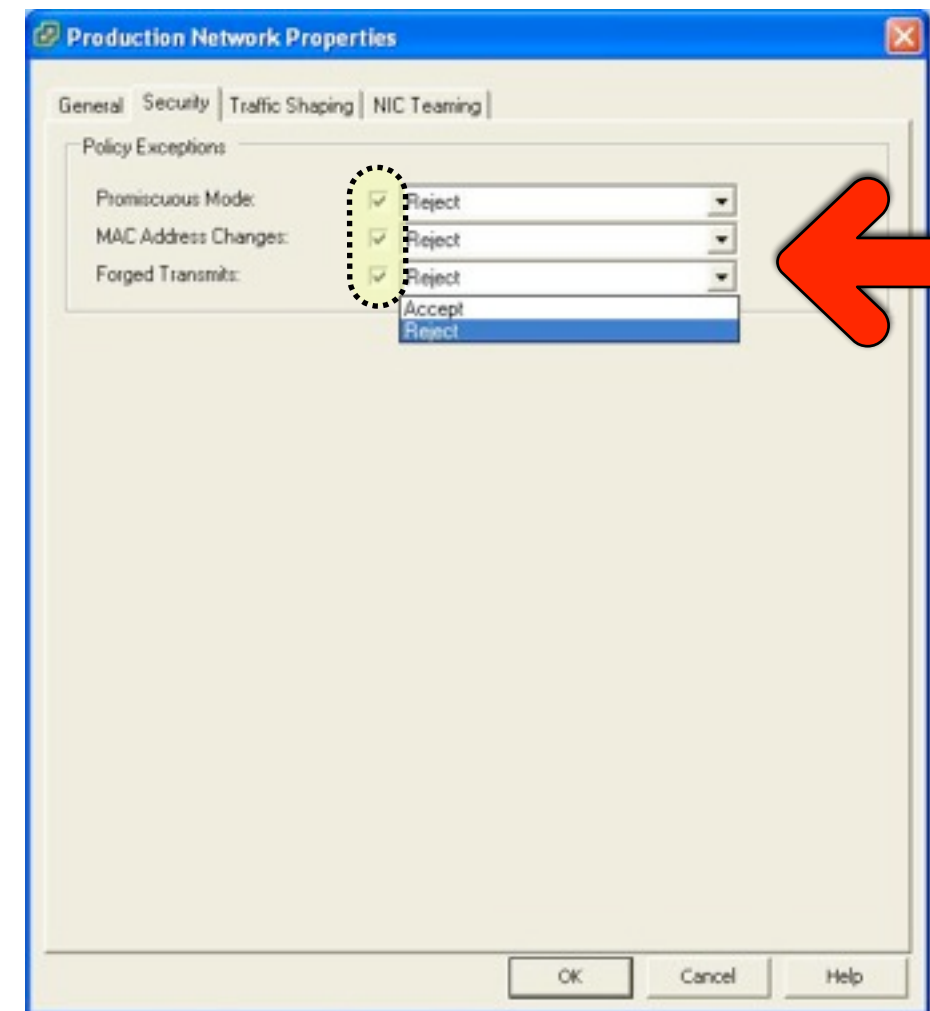 Production Network Properties
General Security Traffic Shaping NIC Teaming
Policy Exceptions
Promiscuous Mode: Reject
MAC Address Changes: Reject
Forged Transmits: Reject
Accept
Reject
OK Cancel Help